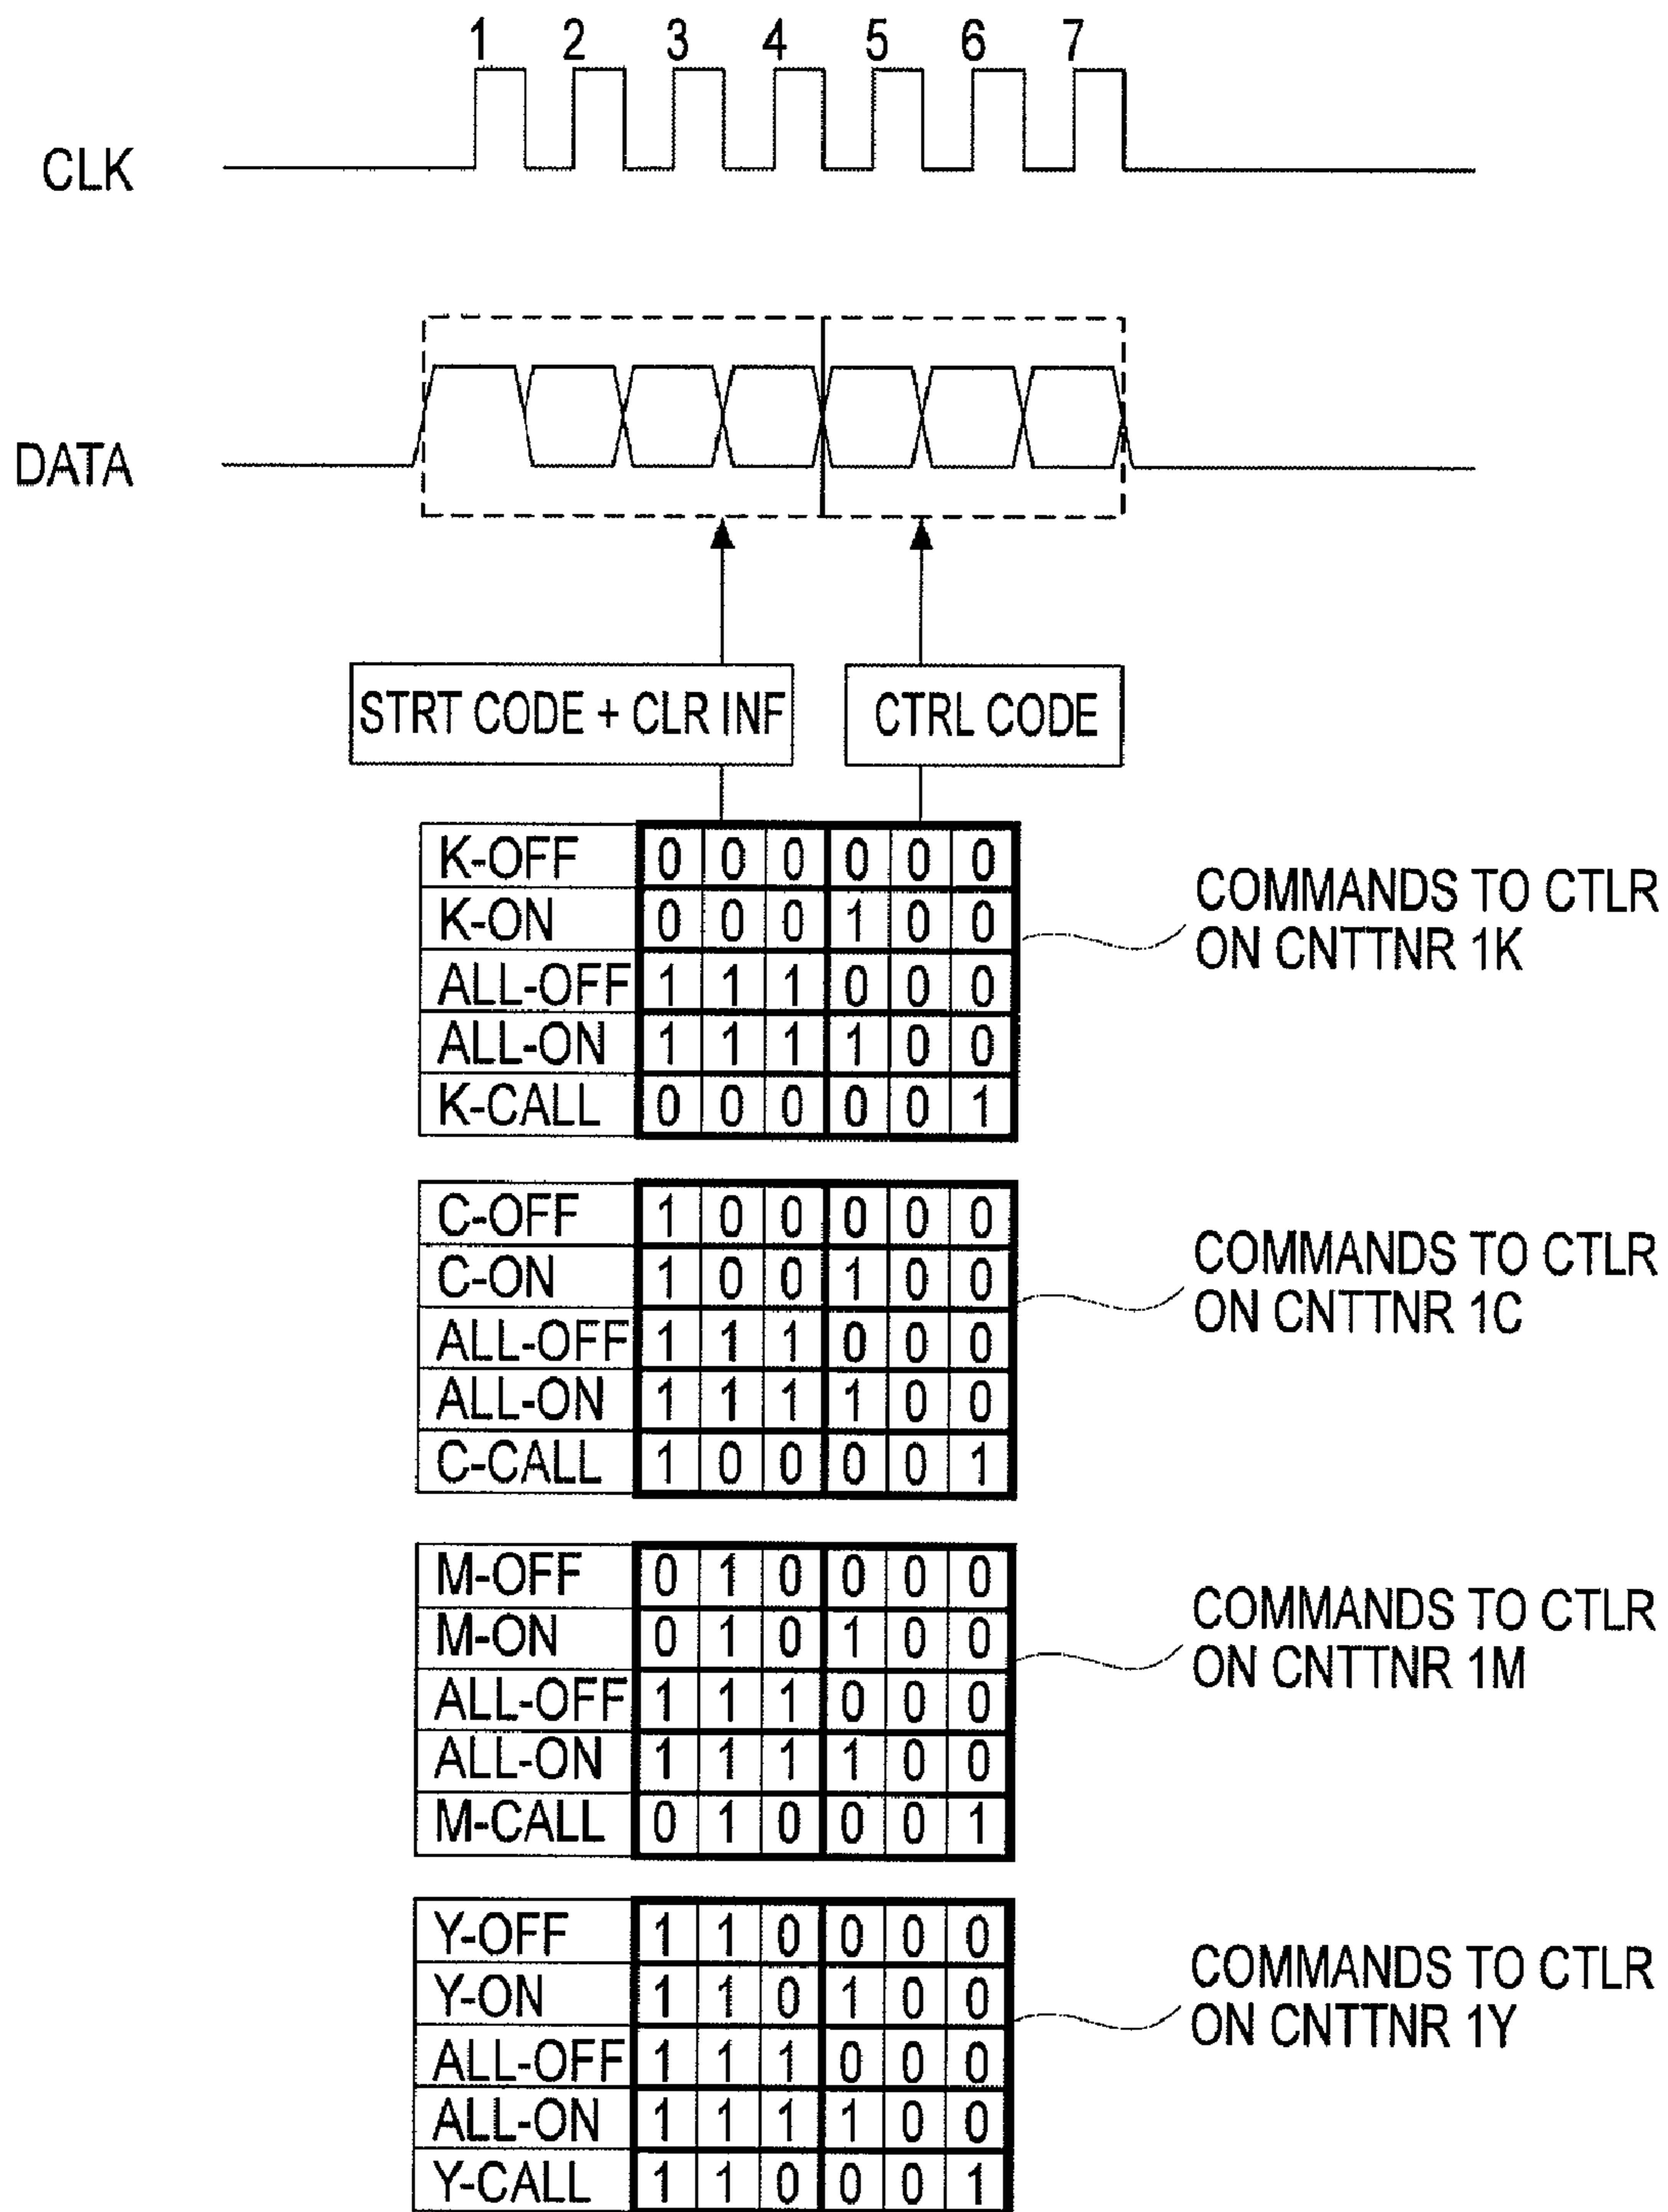 1 2 3 4 5 6 7
CLK
DATA
STRT CODE + CLR INF
CTRL CODE
K-OFF 0 0 0 0 0 0
K-ON 0 0 0 1 0 0
ALL-OFF 1 1 1 0 0 0
ALL-ON 1 1 1 1 0 0
K-CALL 0 0 0 0 0 1
COMMANDS TO CTLR
ON CNTTNR 1K
C-OFF 1 0 0 0 0 0
C-ON 1 0 0 1 0 0
ALL-OFF 1 1 1 0 0 0
ALL-ON 1 1 1 1 0 0
C-CALL 1 0 0 0 0 1
COMMANDS TO CTLR
ON CNTTNR 1C
M-OFF 0 1 0 0 0 0
M-ON 0 1 0 1 0 0
ALL-OFF 1 1 1 0 0 0
ALL-ON 1 1 1 1 0 0
M-CALL 0 1 0 0 0 1
COMMANDS TO CTLR
ON CNTTNR 1M
Y-OFF 1 1 0 0 0 0
Y-ON 1 1 0 1 0 0
ALL-OFF 1 1 1 0 0 0
ALL-ON 1 1 1 1 0 0
Y-CALL 1 1 0 0 0 1
COMMANDS TO CTLR
ON CNTTNR 1Y